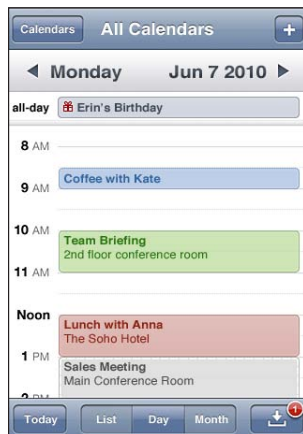 Calendars All Calendars +
Monday Jun 7 2010
all-day Erin's Birthday
8 AM
Coffee with Kate
9 AM
10 AM
Team Briefing
2nd floor conference room
11 AM
Noon
Lunch with Anna
The Soho Hotel
1 PM
Sales Meeting
Main Conference Room
2 PM
Today List Day Month 1